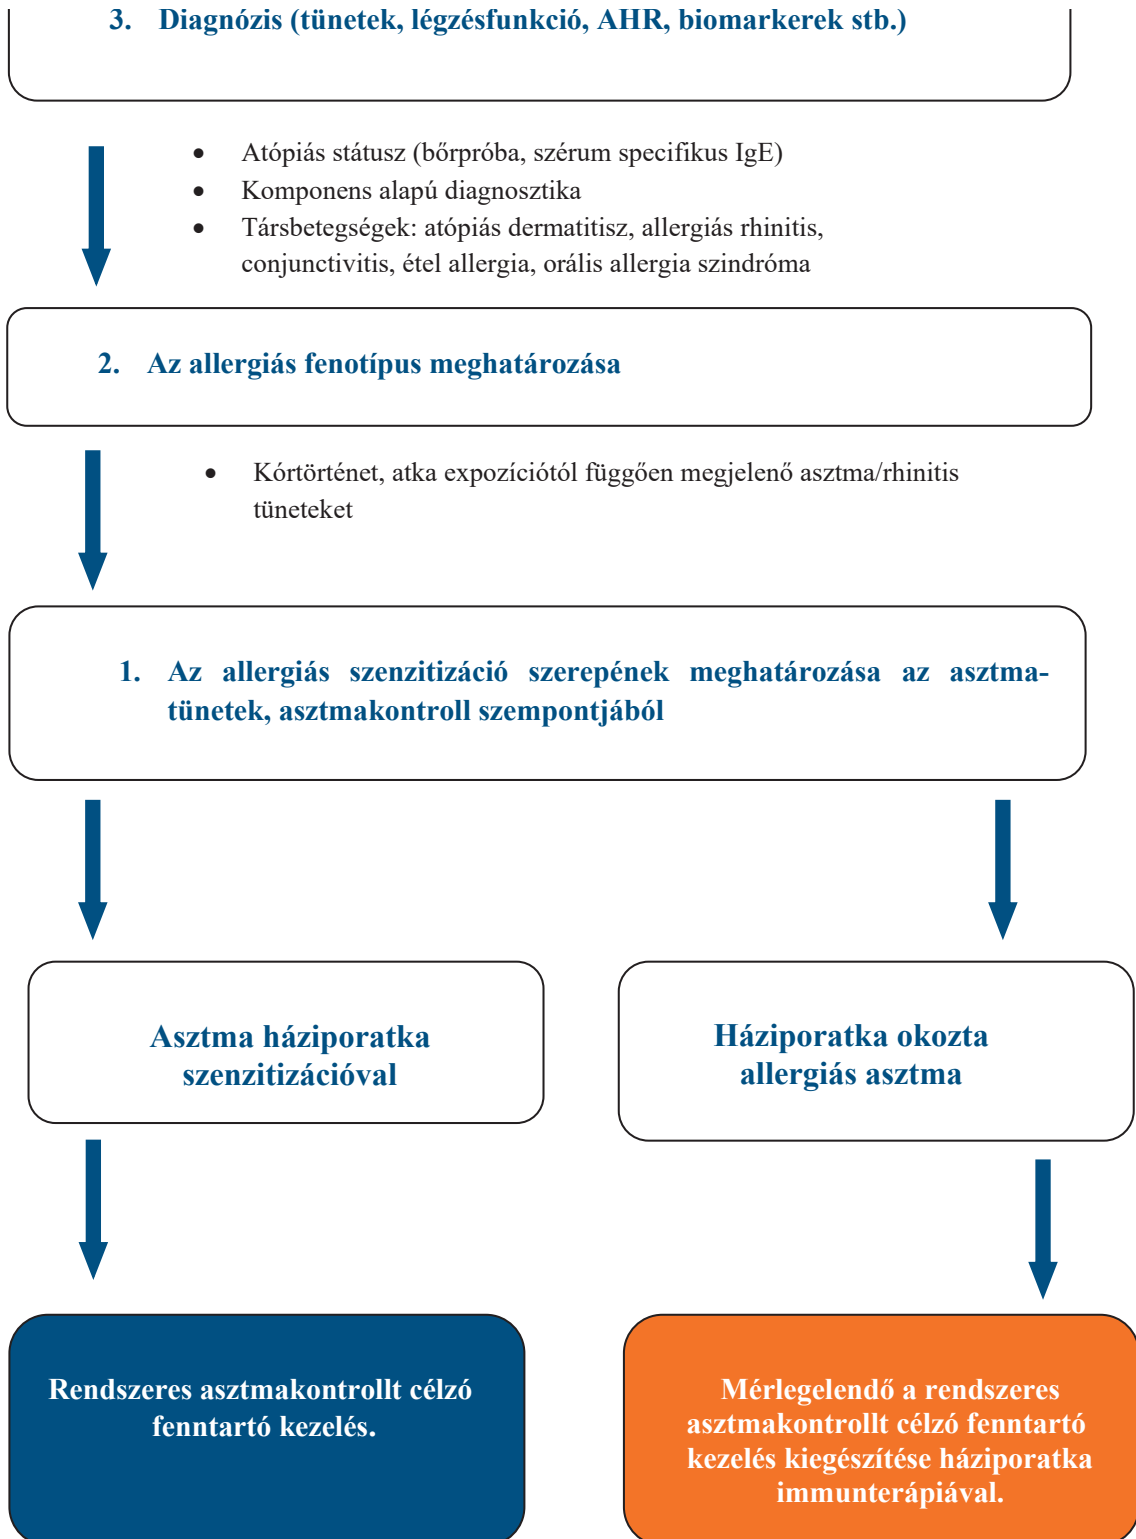 3. Diagnózis (tünetek, légzésfunkció, AHR, biomarkerek stb.)
• Atópiás státusz (bőrpróba, szérum specifikus IgE)
• Komponens alapú diagnosztika
• Társbetegségek: atópiás dermatitisz, allergiás rhinitis,
conjunctivitis, étel allergia, orális allergia szindróma
2. Az allergiás fenotípus meghatározása
• Kórtörténet, atka expozíciótól függően megjelenő asztma/rhinitis
tüneteket
1. Az allergiás szenzitizáció szerepének meghatározása az asztma-
tünetek, asztmakontroll szempontjából
Asztma háziporatka
szenzitizációval
Háziporatka okozta
allergiás asztma
Rendszeres asztmakontrollt célzó
fenntartó kezelés.
Mérlegelendő a rendszeres
asztmakontrollt célzó fenntartó
kezelés kiegészítése háziporatka
immunterápiával.